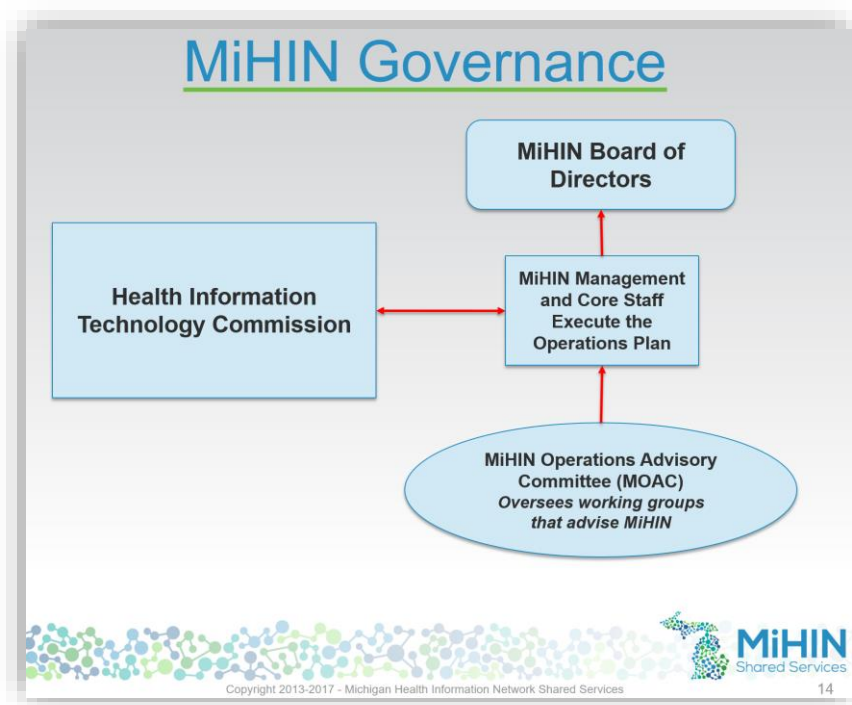 MiHIN Governance
MiHIN Board of
Directors
Health Information
Technology Commission
MiHIN Management
and Core Staff
Execute the
Operations Plan
MiHIN Operations Advisory
Committee (MOAC)
Oversees working groups
that advise MiHIN
MiHIN
Shared Services
Copyright 2013-2017 - Michigan Health Information Network Shared Services
14